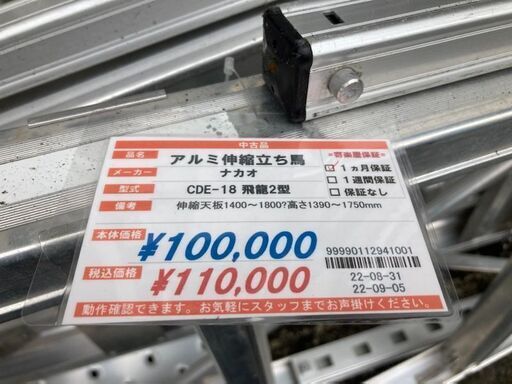 中古品
品名 アルミ伸縮立ち馬
メーカー ナカオ
型式 CDE-18 飛龍2型
備考 伸縮天板1400〜1800?高さ1390〜1750mm
保証
1ヵ月保証
1週間保証
保証なし
本体価格 ¥100,000
税込価格 ¥110,000
99990112941001
22-08-31
22-09-05
動作確認できます。お気軽にスタッフまでお声掛けください。